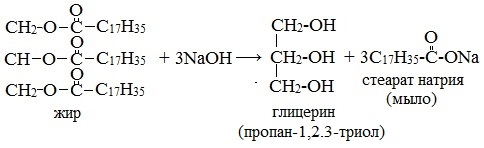 CH2-O-C-C17H35
O
CH-O-C-C17H35
O
CH2-O-C-C17H35
O
жир
+ 3NaOH
CH2-OH
CH2-OH
CH2-OH
глицерин
(пропан-1,2.3-триол)
+ 3C17H35-C-ONa
O
стеарат натрия
(мыло)